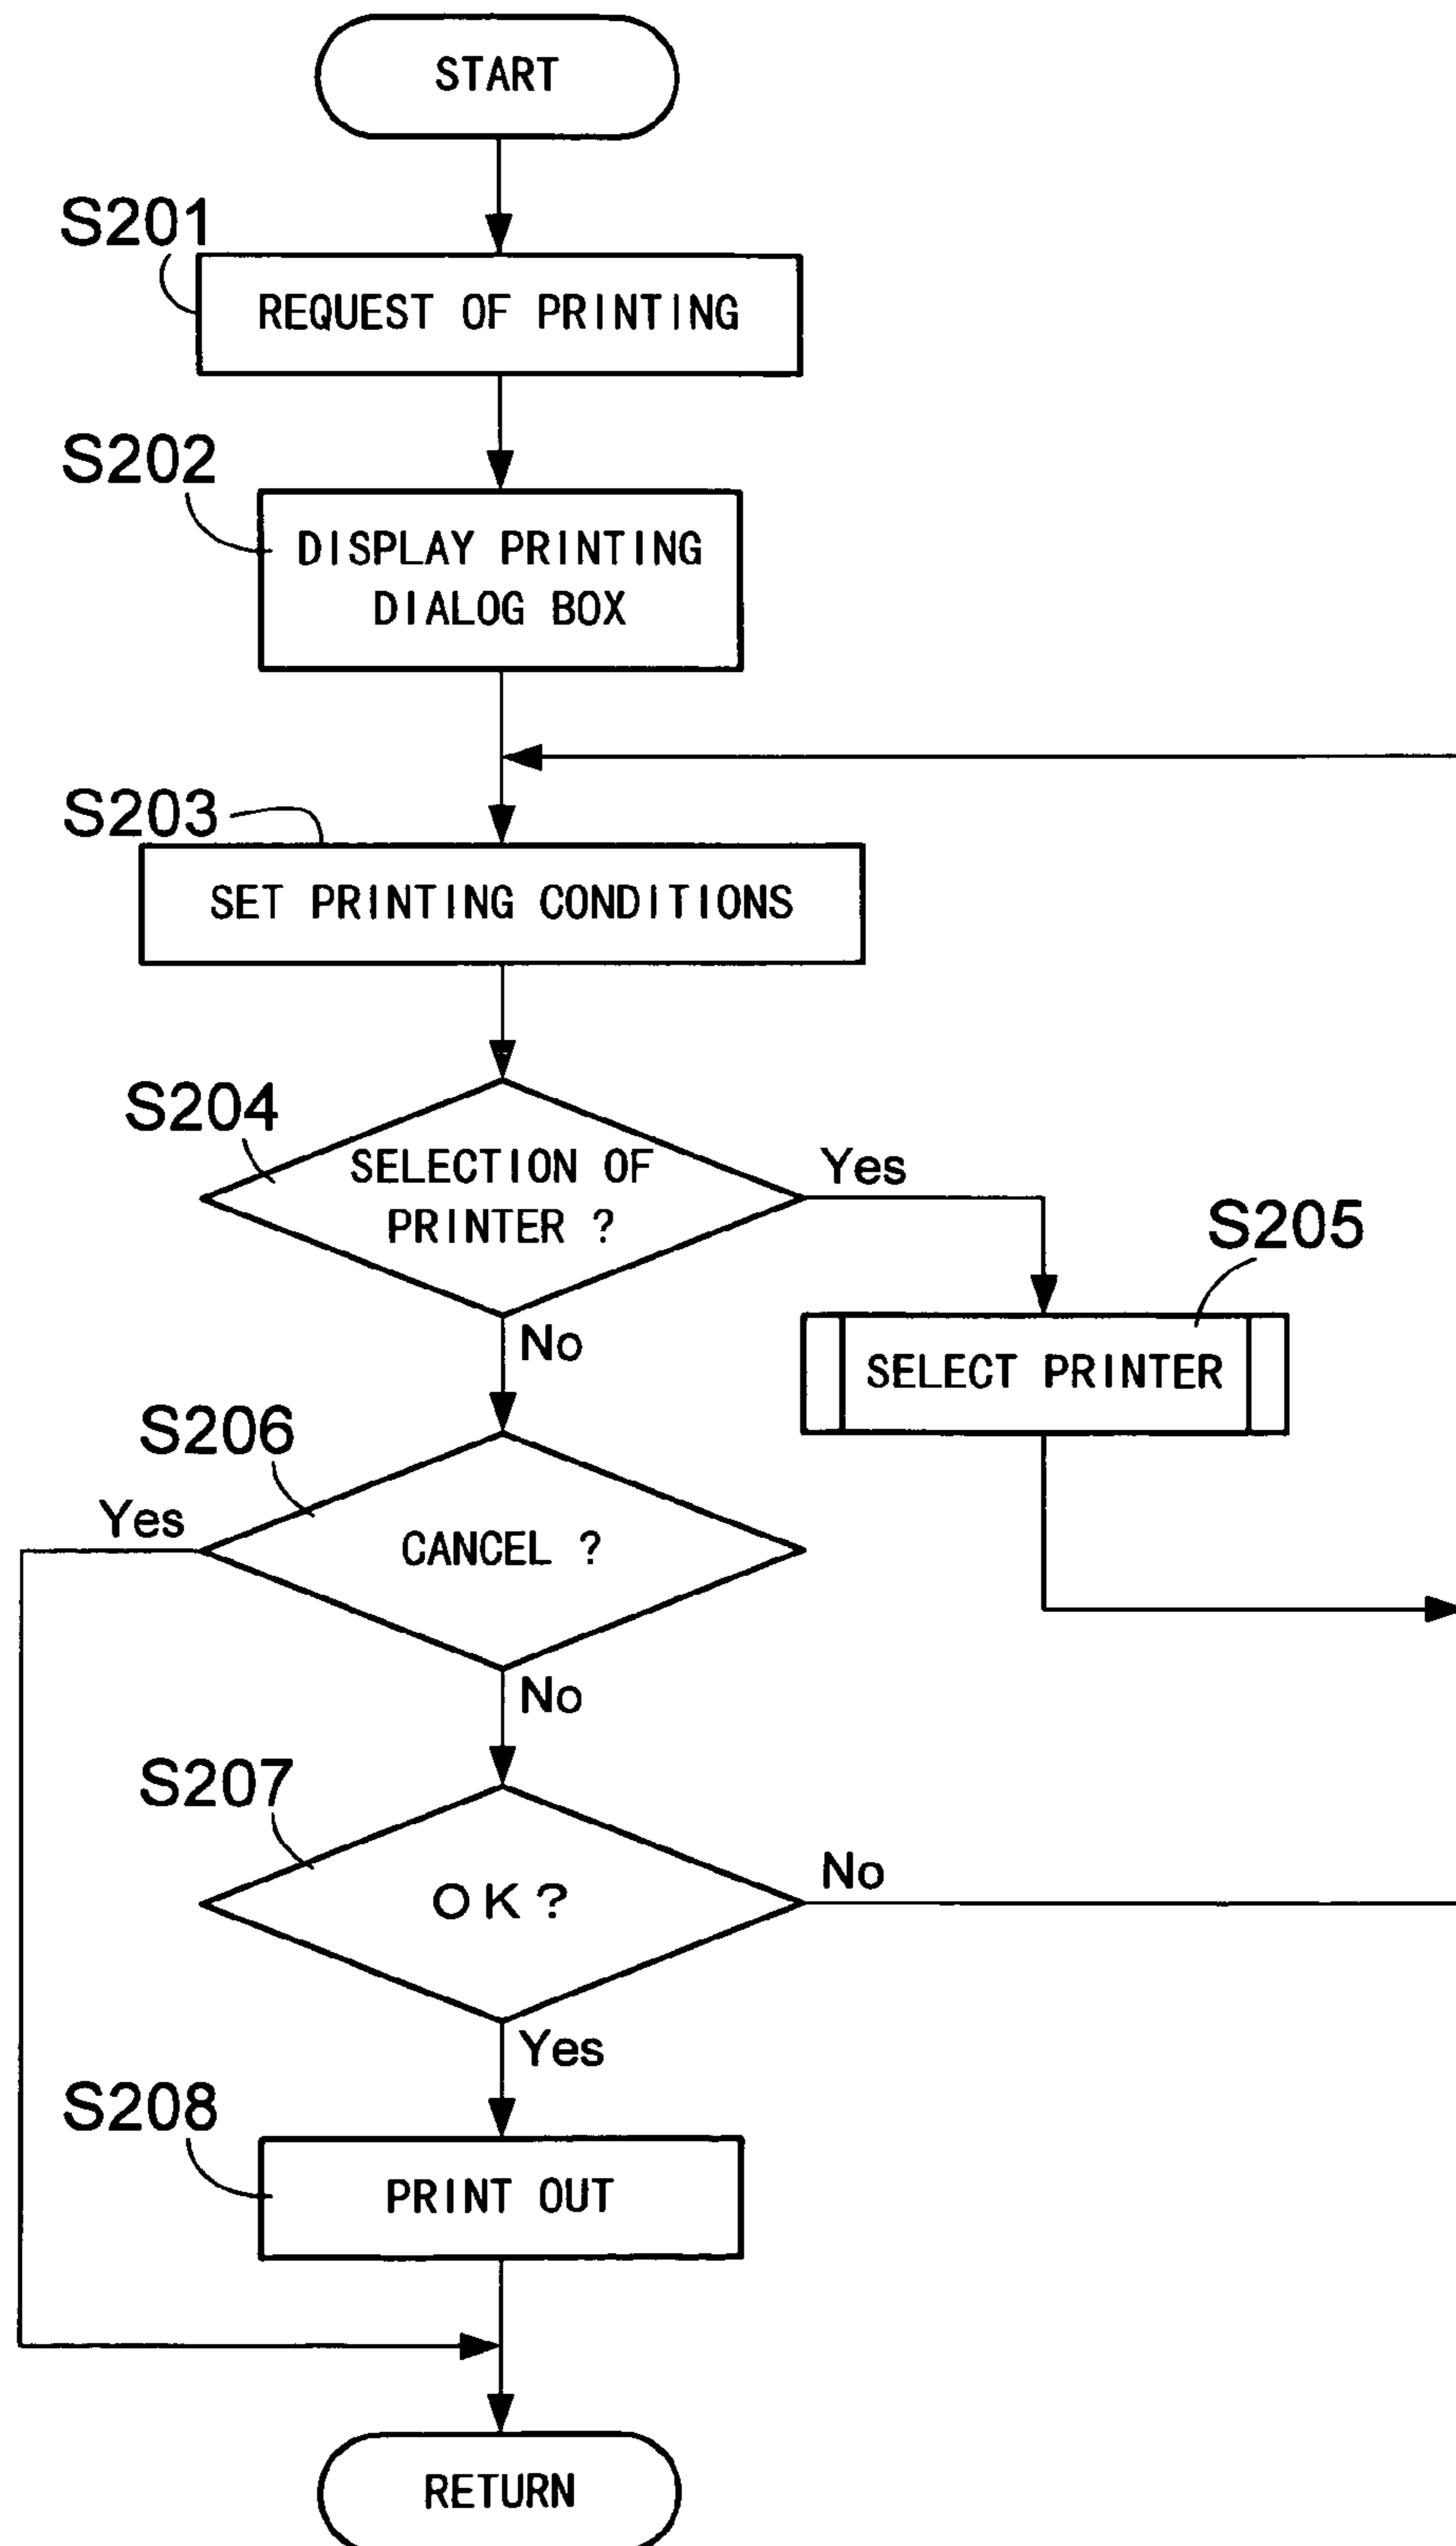 START
S201
REQUEST OF PRINTING
S202
DISPLAY PRINTING
DIALOG BOX
S203
SET PRINTING CONDITIONS
S204
SELECTION OF
PRINTER ?
Yes
S205
No
SELECT PRINTER
S206
Yes
CANCEL ?
No
S207
OK?
No
Yes
S208
PRINT OUT
RETURN